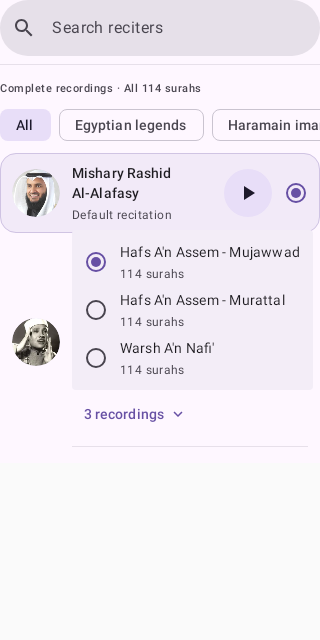 Search reciters
Complete recordings · All 114 surahs
All
Egyptian legends
Haramain ima
Mishary Rashid
Al-Alafasy
Default recitation
Hafs A'n Assem - Mujawwad
114 surahs
Hafs A'n Assem - Murattal
114 surahs
Warsh A'n Nafi'
114 surahs
3 recordings